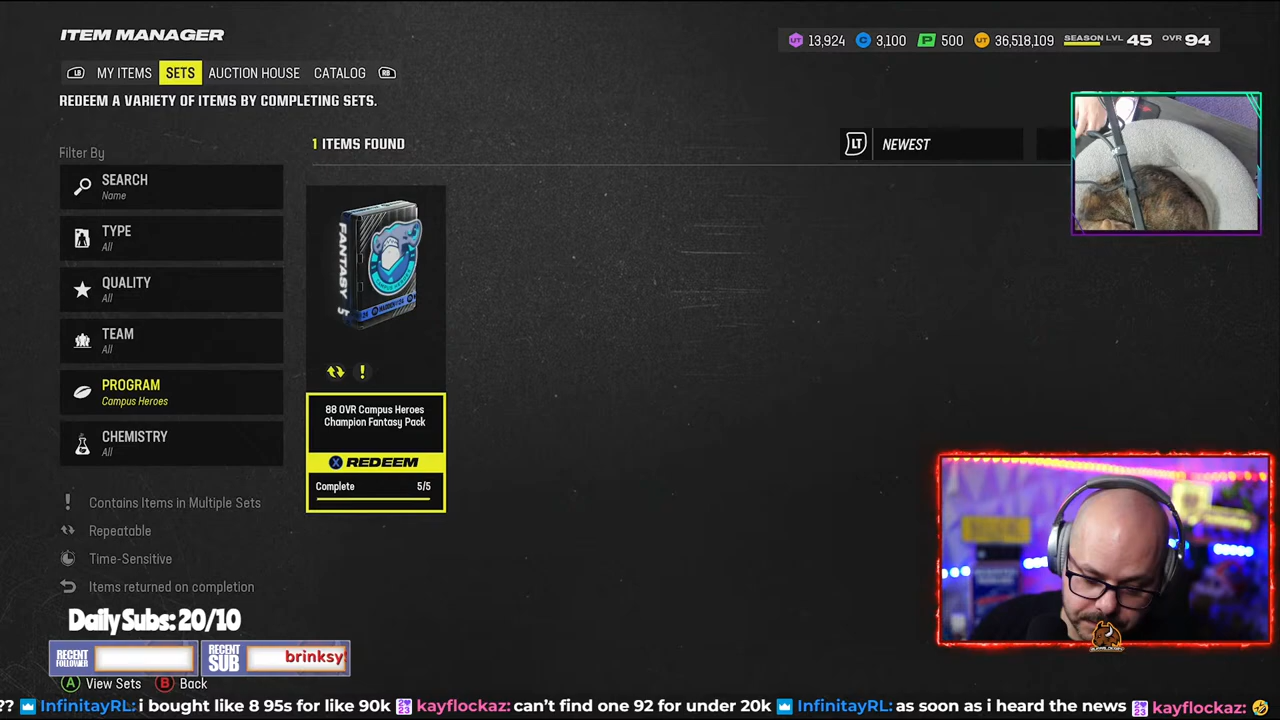 ITEM MANAGER
13,924 3,100 500 36,518,109 SEASON LVL 45 OVR 94
LB MY ITEMS SETS AUCTION HOUSE CATALOG RB
REDEEM A VARIETY OF ITEMS BY COMPLETING SETS.
Filter By
1 ITEMS FOUND
LT NEWEST
SEARCH
Name
TYPE
All
QUALITY
All
TEAM
All
PROGRAM
Campus Heroes
CHEMISTRY
All
FANTASY
88 OVR Campus Heroes
Champion Fantasy Pack
X REDEEM
Complete 5/5
Contains Items in Multiple Sets
Repeatable
Time-Sensitive
Items returned on completion
Daily Subs: 20/10
RECENT
FOLLOWER
RECENT
SUB
brinksy
A View Sets B Back
?? InfinitayRL: i bought like 8 95s for like 90k kayflockaz: can't find one 92 for under 20k InfinitayRL: as soon as i heard the news kayflockaz: